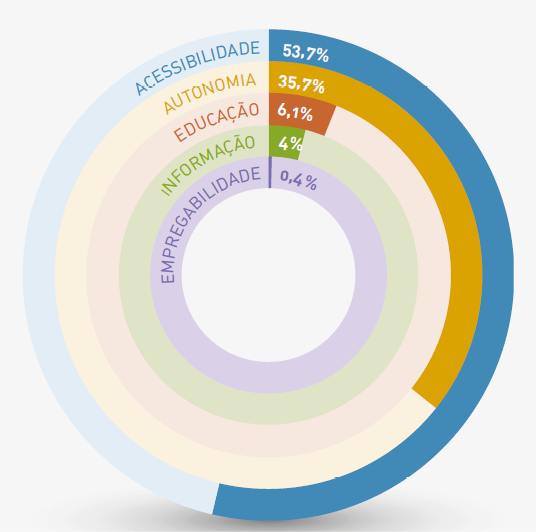 ACESSIBILIDADE 53,7%
AUTONOMIA 35,7%
EDUCAÇÃO 6,1%
INFORMAÇÃO 4%
EMPREGABILIDADE 0,4%